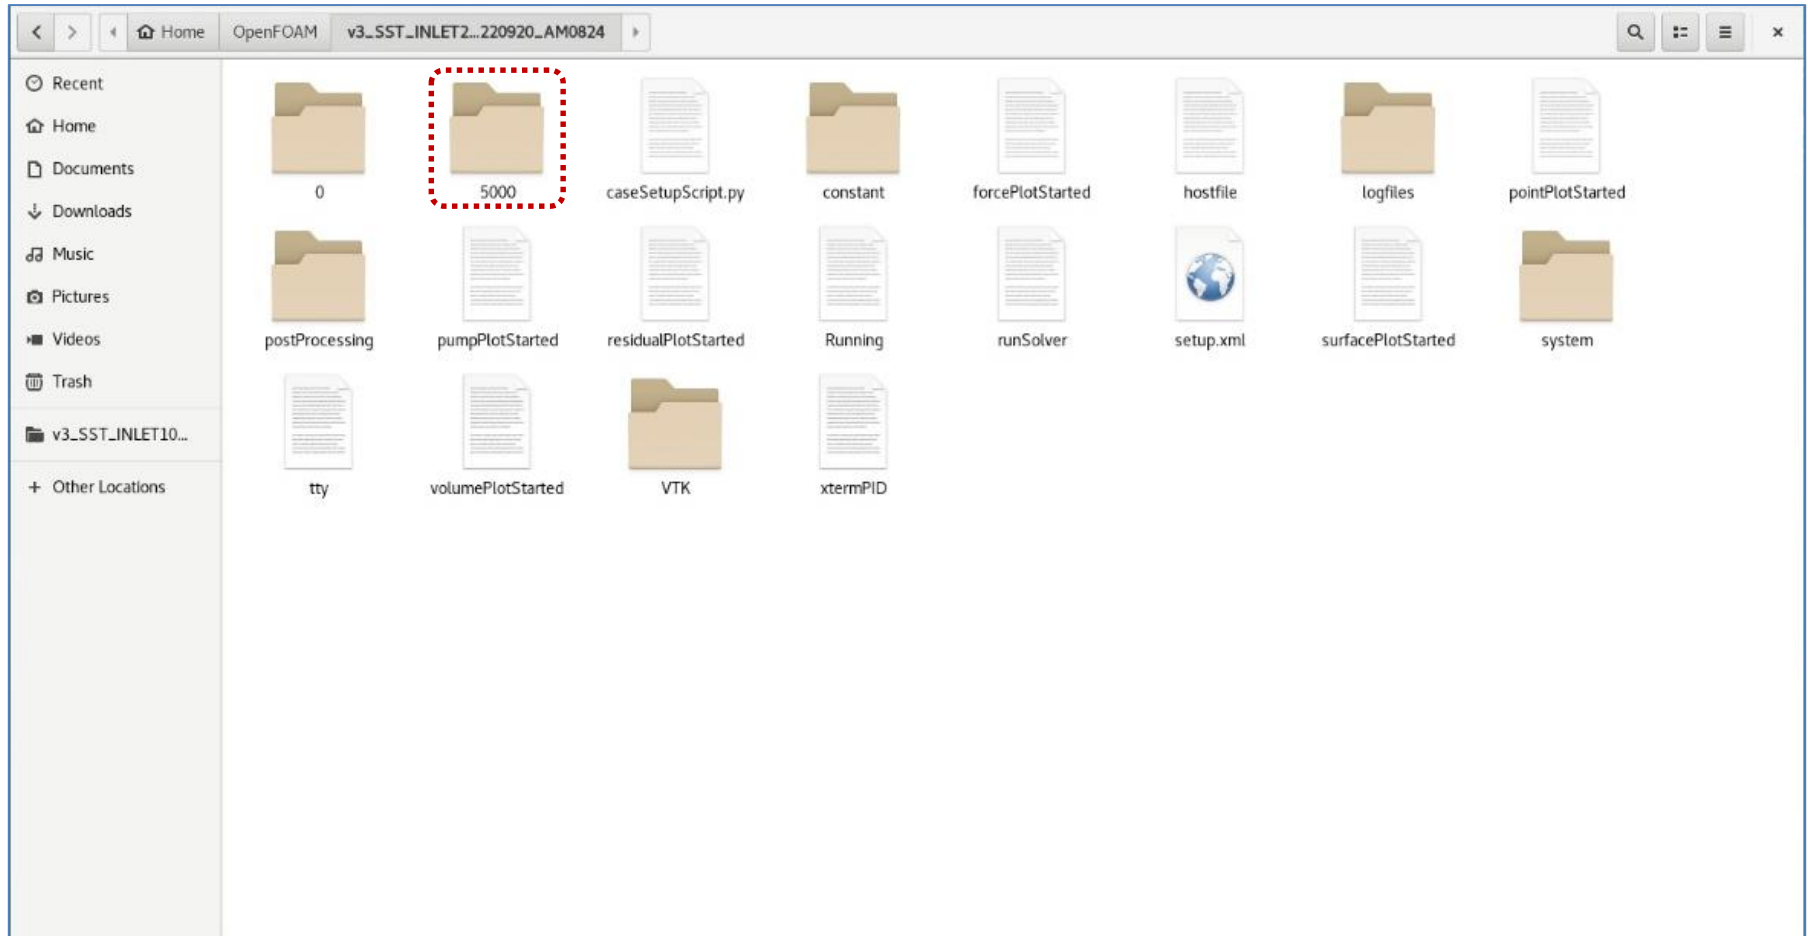 Home OpenFOAM v3_SST_INLET2...220920_AM0824
Recent
Home
Documents
Downloads
Music
Pictures
Videos
Trash
v3_SST_INLET10...
+ Other Locations
0 5000 caseSetupScript.py constant forcePlotStarted hostfile logfiles pointPlotStarted
postProcessing pumpPlotStarted residualPlotStarted Running runSolver setup.xml surfacePlotStarted system
tty volumePlotStarted VTK xtermPID